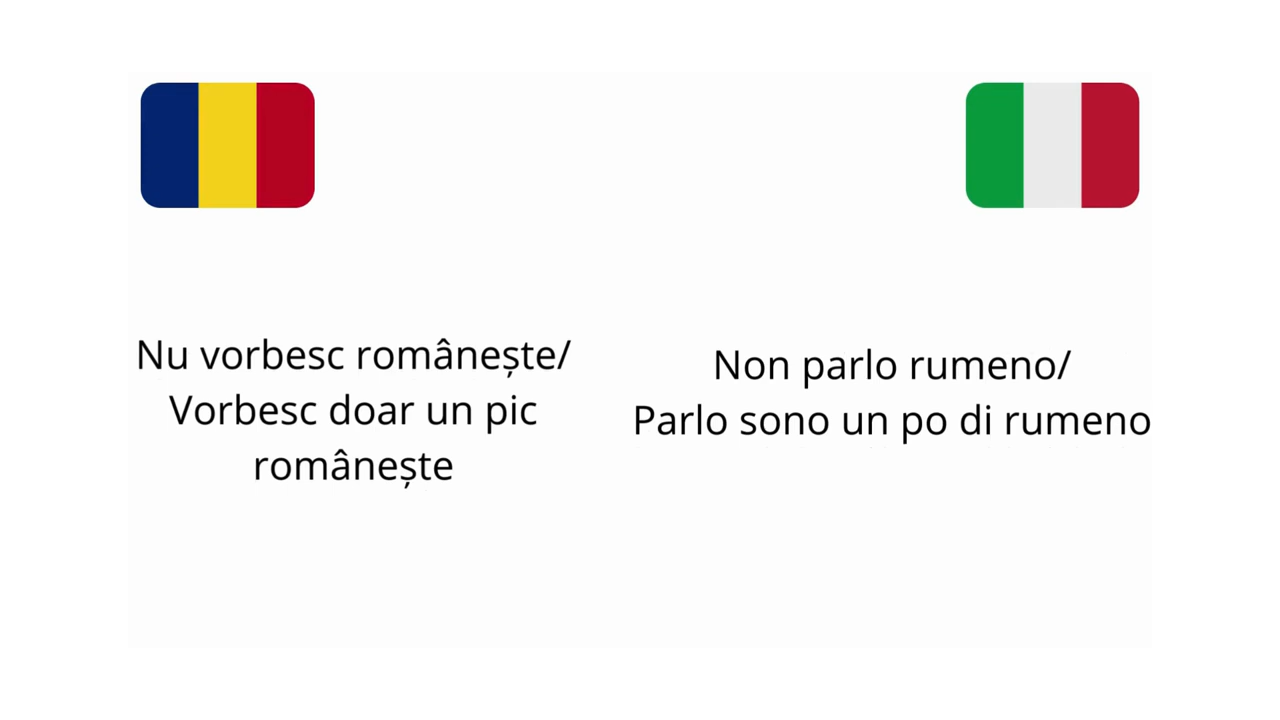 Nu vorbesc românește/
Vorbesc doar un pic
românește
Non parlo rumeno/
Parlo sono un po di rumeno